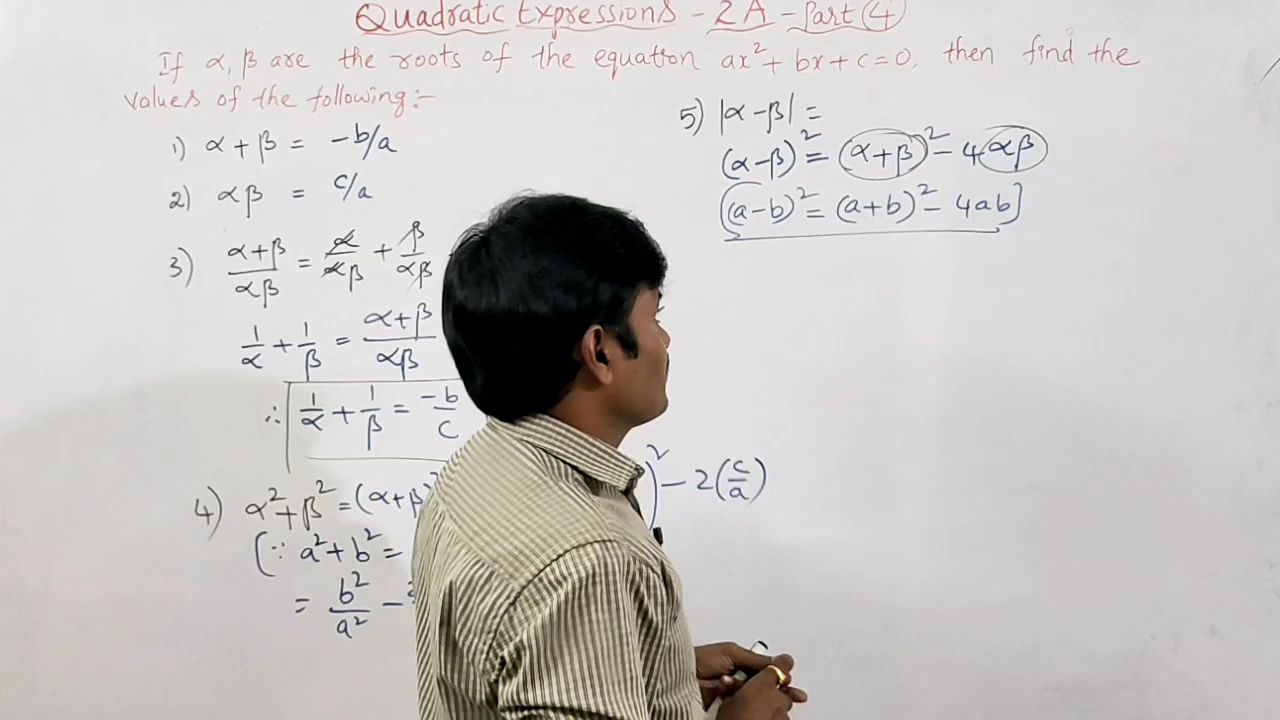 Quadratic Expressions - 2A - Part 4
If α, β are the roots of the equation ax² + bx + c = 0, then find the
values of the following:-
1) α + β = -b/a
2) αβ = c/a
3) (α+β)/(αβ) = α/(αβ) + β/(αβ)
1/α + 1/β = (α+β)/(αβ)
∴ 1/α + 1/β = -b/c
4) α² + β² = (α+β)² )² - 2(c/a)
(∵ a² + b² =
= b²/a² -
5) |α - β| =
(α - β)² = (α + β)² - 4αβ
[(a - b)² = (a + b)² - 4ab]